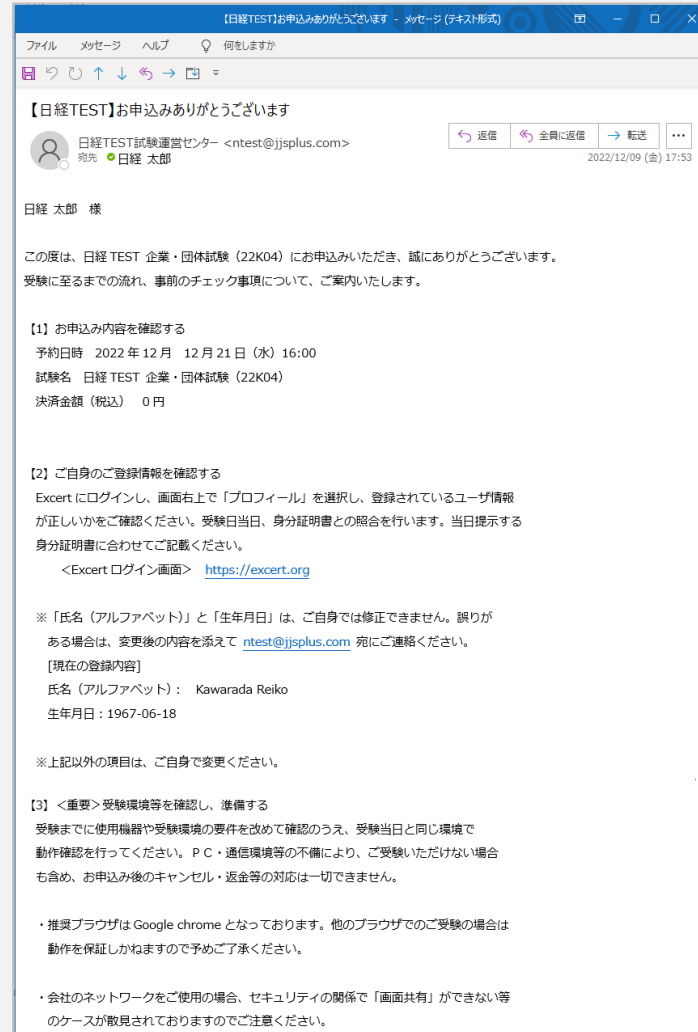 【日経TEST】お申込みありがとうございます - メッセージ (テキスト形式)
ファイル メッセージ ヘルプ 何をしますか
【日経TEST】お申込みありがとうございます
日経TEST試験運営センター <ntest@jjsplus.com>
宛先 日経 太郎
返信 全員に返信 転送 …
2022/12/09 (金) 17:53
日経 太郎 様
この度は、日経 TEST 企業・団体試験（22K04）にお申込みいただき、誠にありがとうございます。
受験に至るまでの流れ、事前のチェック事項について、ご案内いたします。
【1】お申込み内容を確認する
予約日時 2022 年 12 月 12 月 21 日（水）16:00
試験名 日経 TEST 企業・団体試験（22K04）
決済金額（税込） 0 円
【2】ご自身のご登録情報を確認する
Excert にログインし、画面右上で「プロフィール」を選択し、登録されているユーザ情報
が正しいかをご確認ください。受験日当日、身分証明書との照合を行います。当日提示する
身分証明書に合わせてご記載ください。
＜Excert ログイン画面＞ https://excert.org
※「氏名（アルファベット）」と「生年月日」は、ご自身では修正できません。誤りが
ある場合は、変更後の内容を添えて ntest@jjsplus.com 宛にご連絡ください。
[現在の登録内容]
氏名（アルファベット）： Kawarada Reiko
生年月日：1967-06-18
※上記以外の項目は、ご自身で変更ください。
【3】＜重要＞受験環境等を確認し、準備する
受験までに使用機器や受験環境の要件を改めて確認のうえ、受験当日と同じ環境で
動作確認を行ってください。ＰＣ・通信環境等の不備により、ご受験いただけない場合
も含め、お申込み後のキャンセル・返金等の対応は一切できません。
・推奨ブラウザは Google chrome となっております。他のブラウザでのご受験の場合は
動作を保証しかねますので予めご了承ください。
・会社のネットワークをご使用の場合、セキュリティの関係で「画面共有」ができない等
のケースが散見されておりますのでご注意ください。